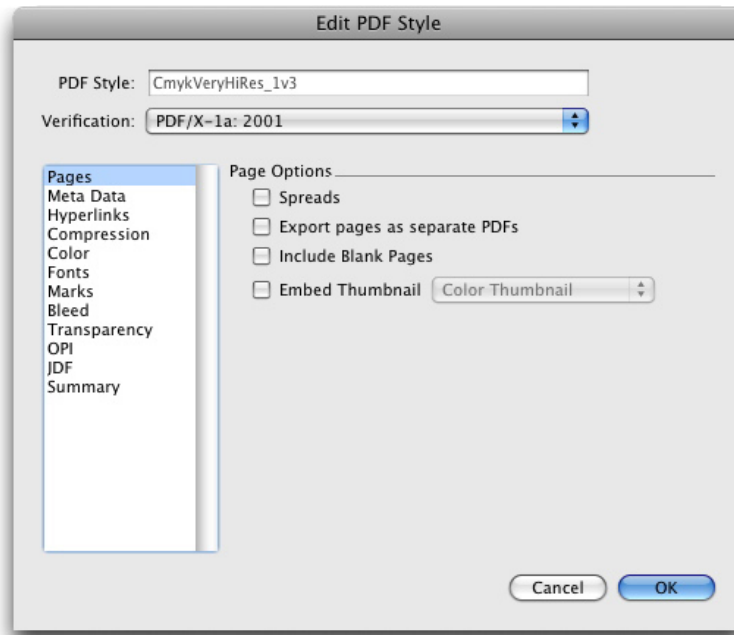 Edit PDF Style
PDF Style: CmykVeryHiRes_1v3
Verification: PDF/X-1a: 2001
Pages
Meta Data
Hyperlinks
Compression
Color
Fonts
Marks
Bleed
Transparency
OPI
JDF
Summary
Page Options
Spreads
Export pages as separate PDFs
Include Blank Pages
Embed Thumbnail Color Thumbnail
Cancel OK